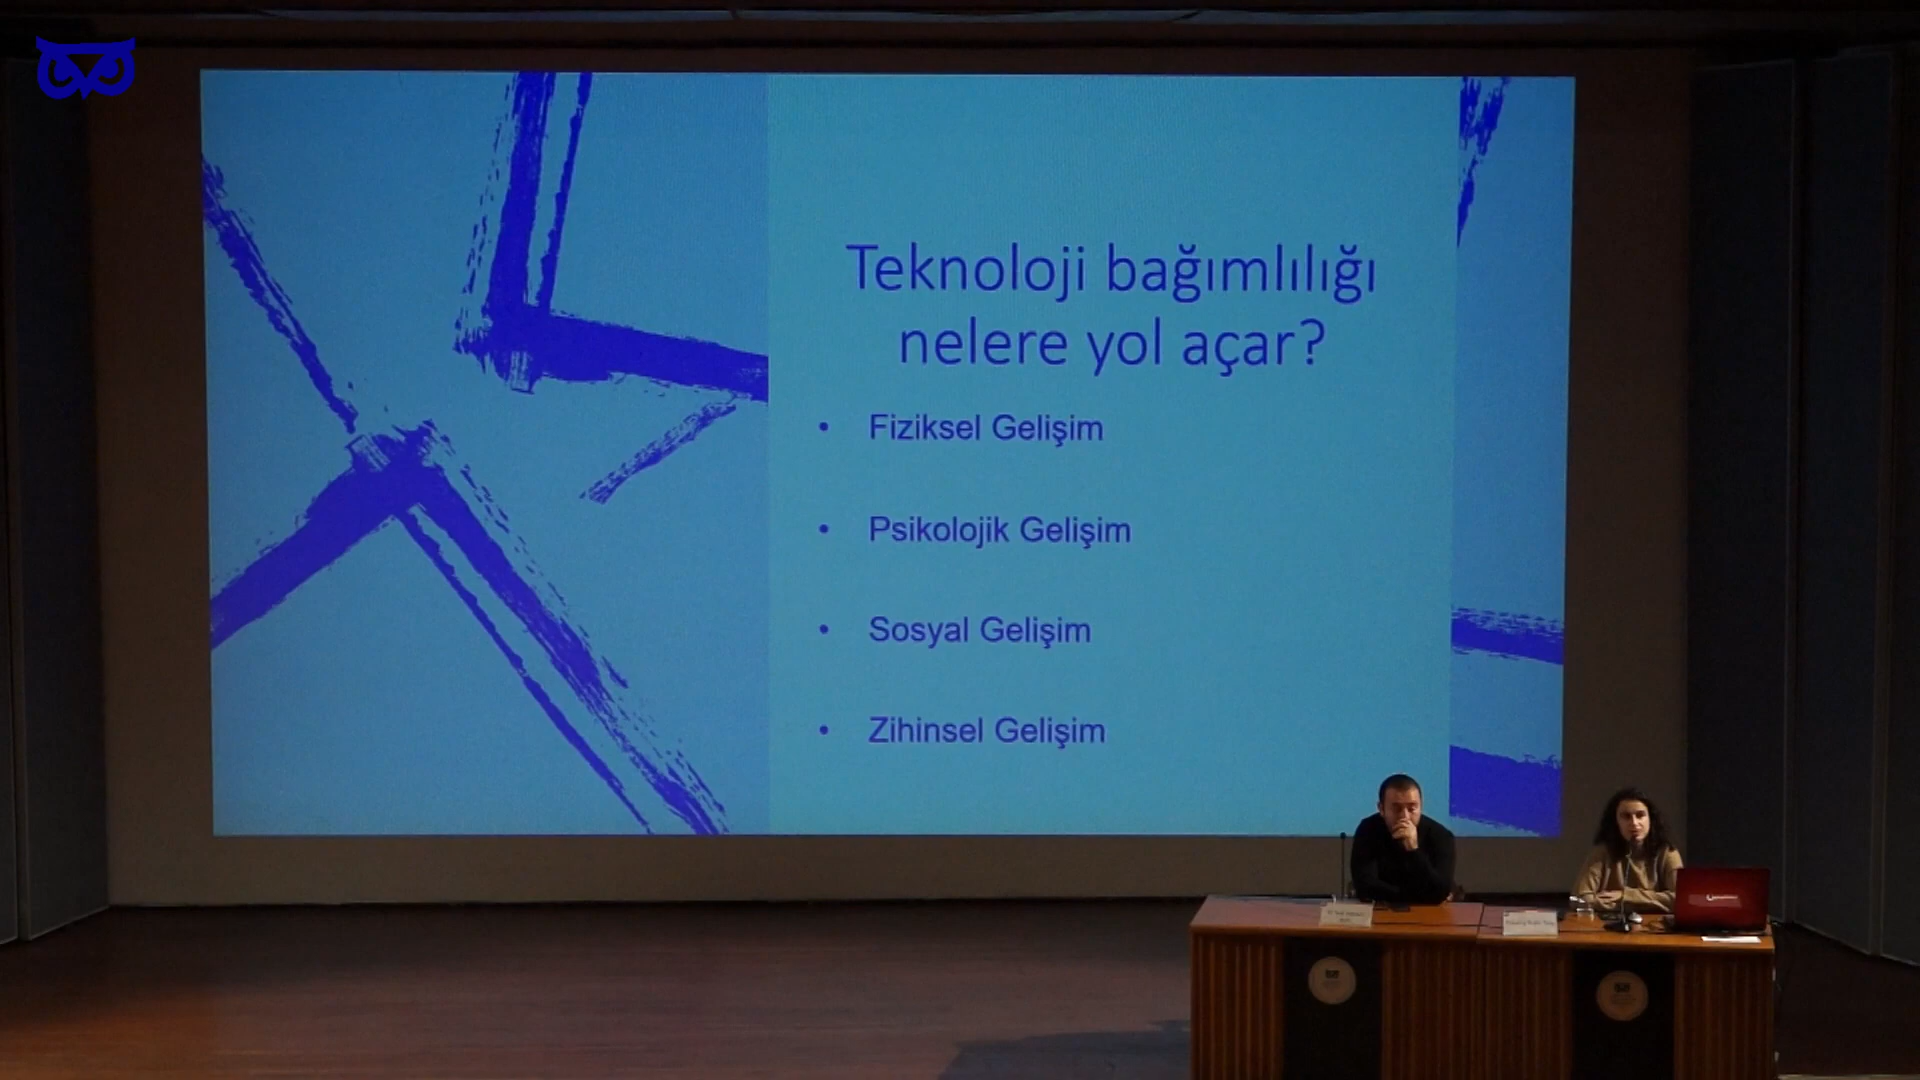 Teknoloji bağımlılığı
nelere yol açar?
• Fiziksel Gelişim
• Psikolojik Gelişim
• Sosyal Gelişim
• Zihinsel Gelişim